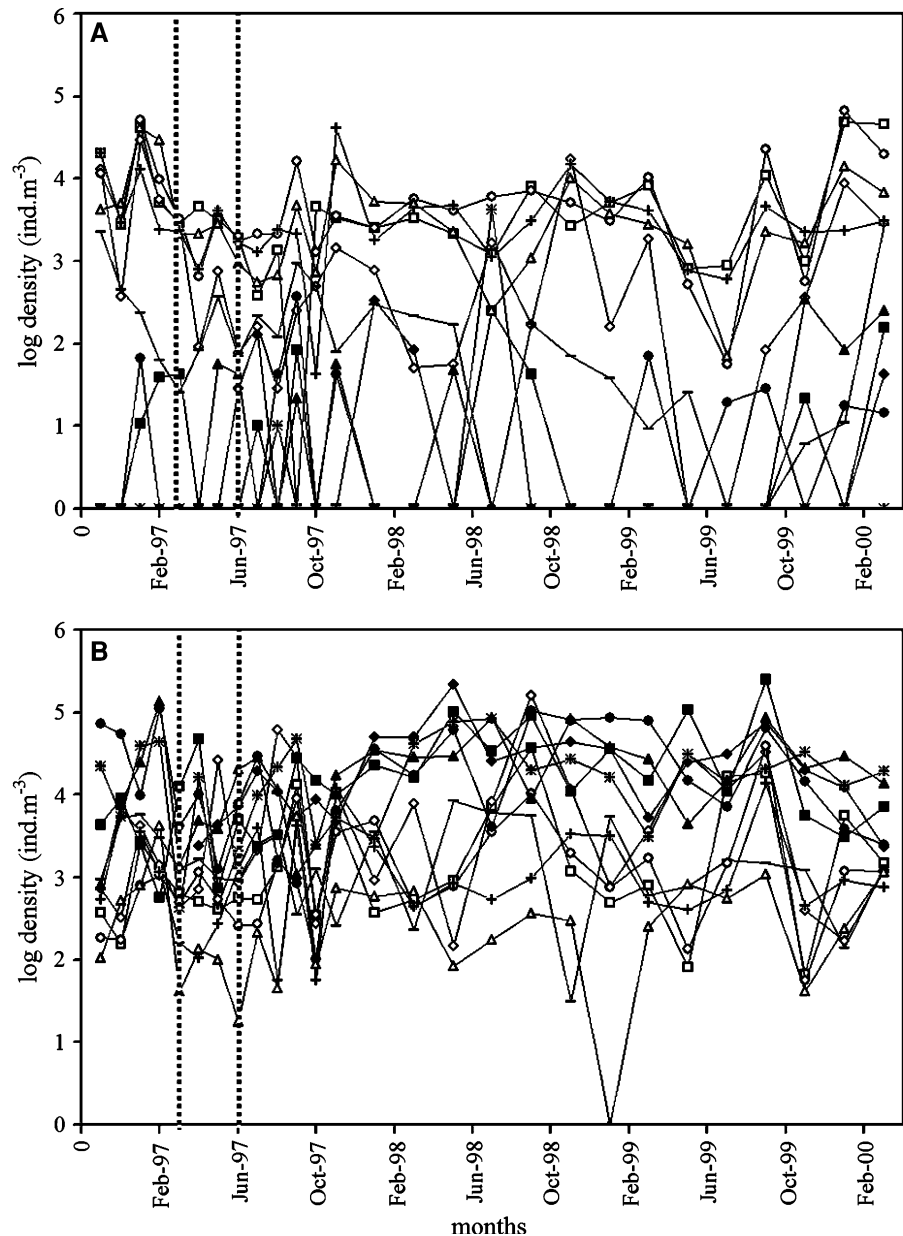 A
log density (ind.m⁻³)
6
5
4
3
2
1
0
0 Feb-97 Jun-97 Oct-97 Feb-98 Jun-98 Oct-98 Feb-99 Jun-99 Oct-99 Feb-00
B
log density (ind.m⁻³)
6
5
4
3
2
1
0
0 Feb-97 Jun-97 Oct-97 Feb-98 Jun-98 Oct-98 Feb-99 Jun-99 Oct-99 Feb-00
months